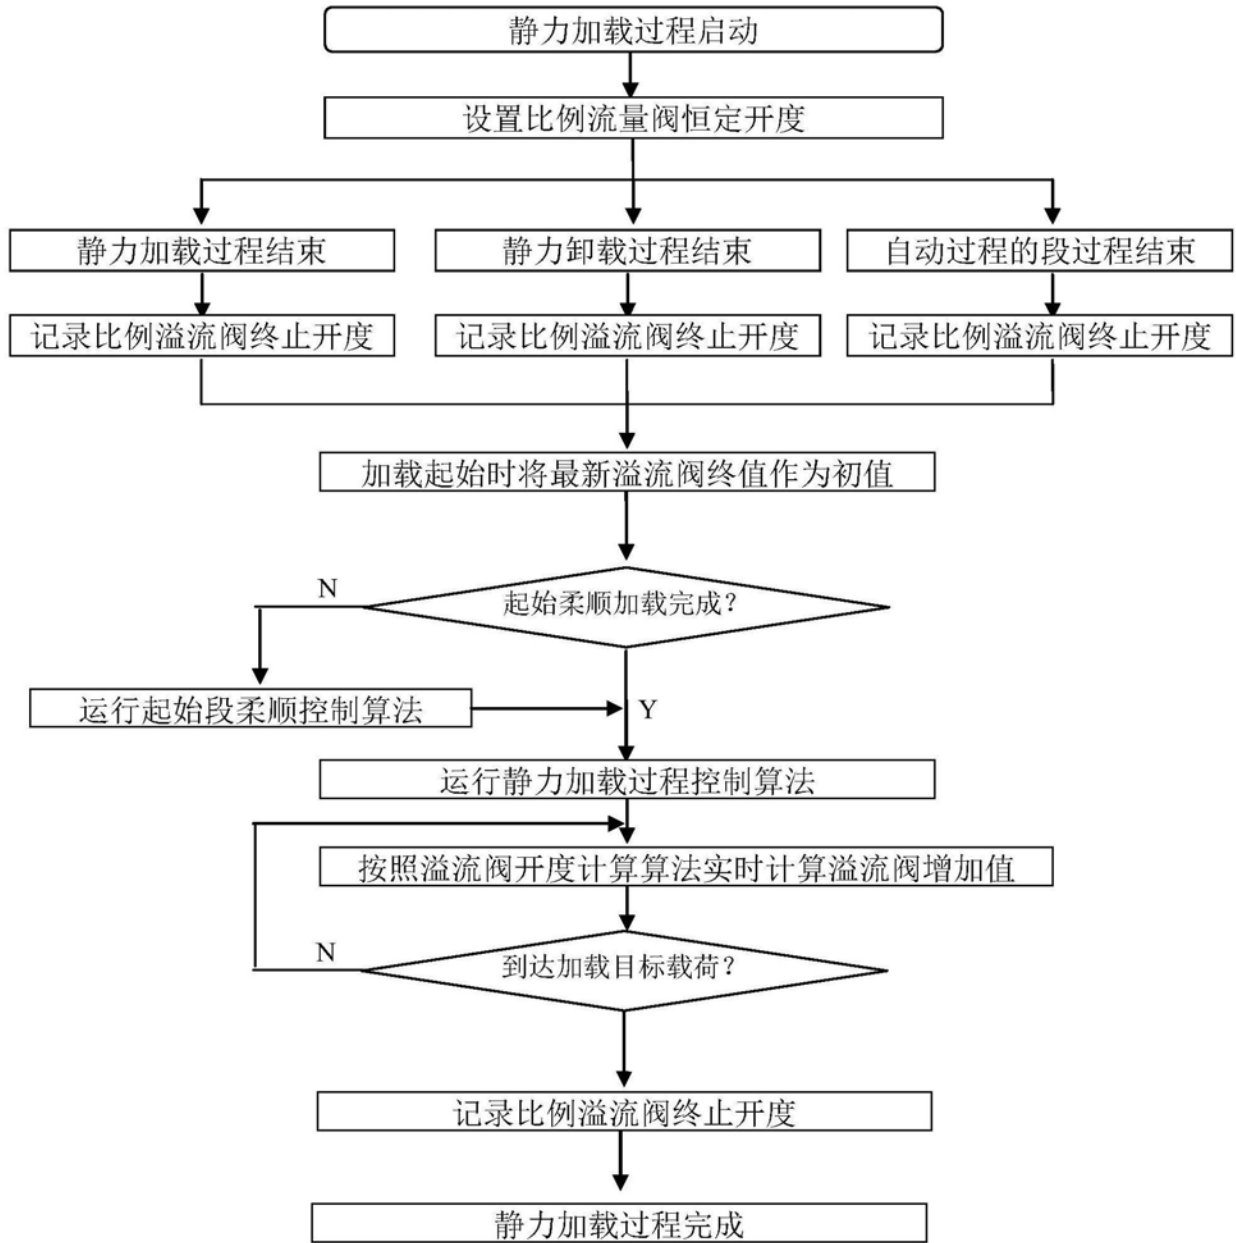 静力加载过程启动
设置比例流量阀恒定开度
静力加载过程结束
静力卸载过程结束
自动过程的段过程结束
记录比例溢流阀终止开度
记录比例溢流阀终止开度
记录比例溢流阀终止开度
加载起始时将最新溢流阀终值作为初值
N
起始柔顺加载完成?
运行起始段柔顺控制算法
Y
运行静力加载过程控制算法
按照溢流阀开度计算算法实时计算溢流阀增加值
N
到达加载目标载荷?
记录比例溢流阀终止开度
静力加载过程完成